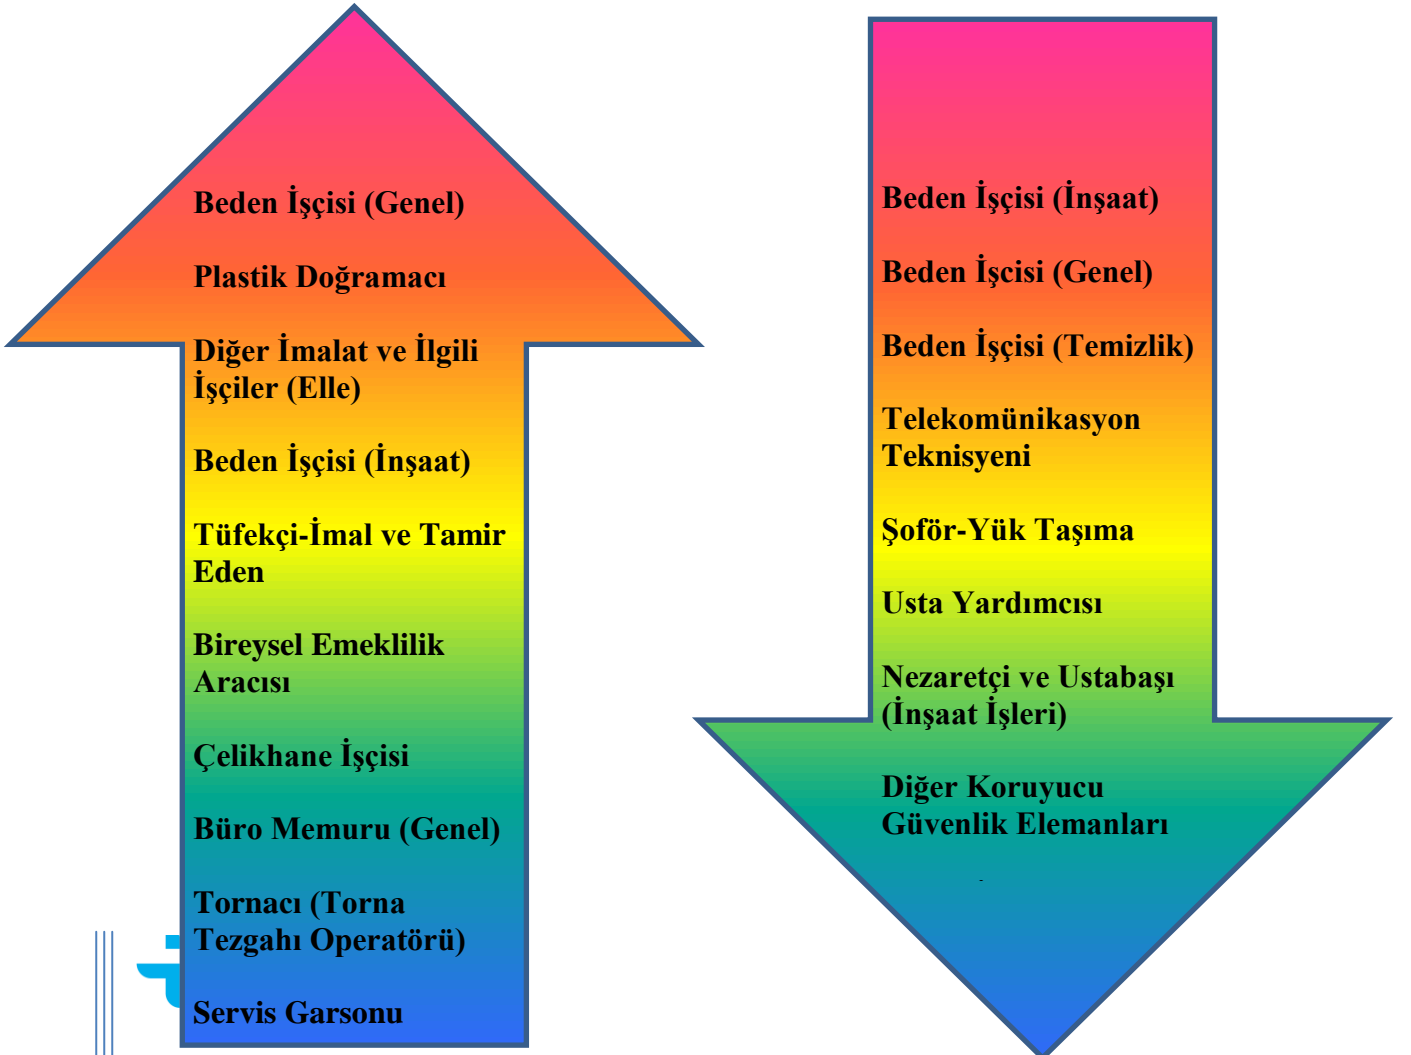 Beden İşçisi (Genel)
Plastik Doğramacı
Diğer İmalat ve İlgili
İşçiler (Elle)
Beden İşçisi (İnşaat)
Tüfekçi-İmal ve Tamir
Eden
Bireysel Emeklilik
Aracısı
Çelikhane İşçisi
Büro Memuru (Genel)
Tornacı (Torna
Tezgahı Operatörü)
Servis Garsonu
Beden İşçisi (İnşaat)
Beden İşcisi (Genel)
Beden İşçisi (Temizlik)
Telekomünikasyon
Teknisyeni
Şoför-Yük Taşıma
Usta Yardımcısı
Nezaretçi ve Ustabaşı
(İnşaat İşleri)
Diğer Koruyucu
Güvenlik Elemanları